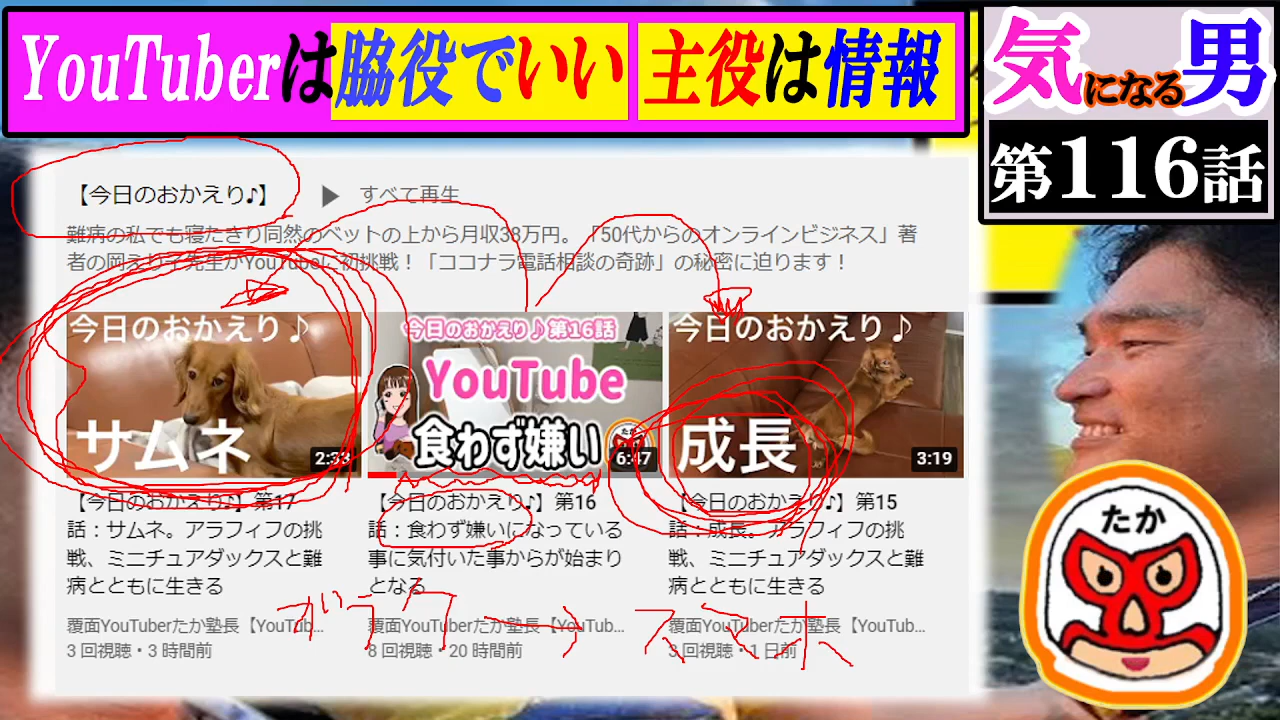 YouTuberは脇役でいい 主役は情報
気になる男
第116話
【今日のおかえり♪】 ▶ すべて再生
難病の私でも寝たきり同然のベットの上から月収38万円。「50代からのオンラインビジネス」著
者の岡えり子先生がYouTubeに初挑戦！「ココナラ電話相談の奇跡」の秘密に迫ります！
今日のおかえり♪
サムネ
2:33
今日のおかえり♪第16話
YouTube
食わず嫌い
たか
6:47
今日のおかえり♪
成長
3:19
【今日のおかえり♪】第17
話：サムネ。アラフィフの挑
戦、ミニチュアダックスと難
病とともに生きる
覆面YouTuberたか塾長【YouTub...
3 回視聴・3 時間前
【今日のおかえり♪】第16
話：食わず嫌いになっている
事に気付いた事からが始まり
となる
覆面YouTuberたか塾長【YouTub...
8 回視聴・20 時間前
【今日のおかえり♪】第15
話：成長。アラフィフの挑
戦、ミニチュアダックスと難
病とともに生きる
覆面YouTuberたか塾長【YouTub...
3 回視聴・1 日前
ガラケ→スマホ
たか